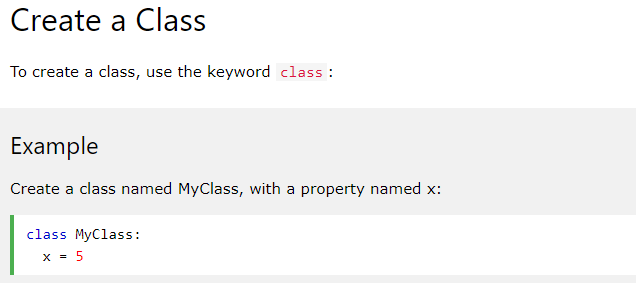 Create a Class
To create a class, use the keyword class:
Example
Create a class named MyClass, with a property named x:
class MyClass:
  x = 5